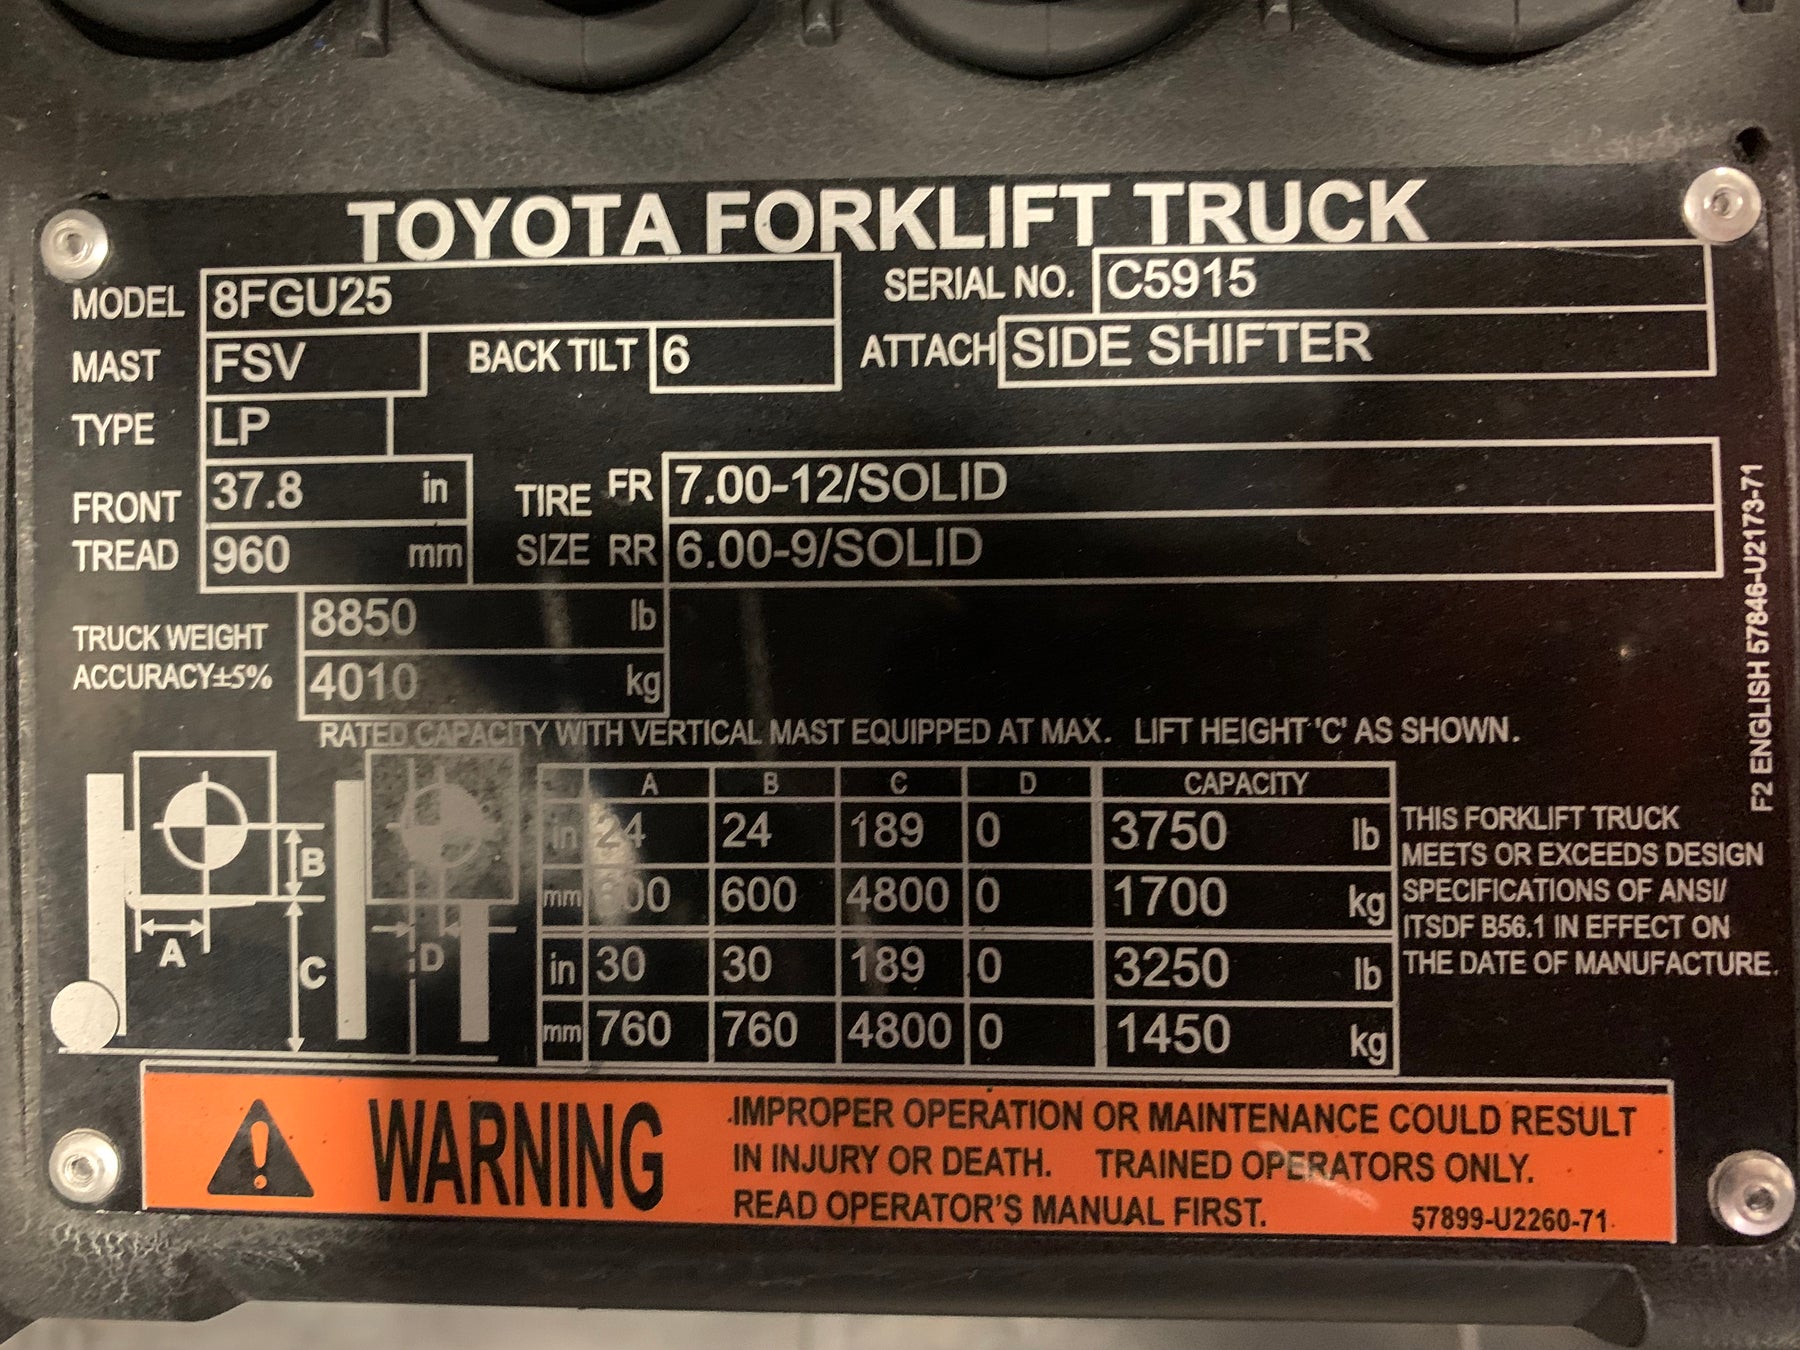 TOYOTA FORKLIFT TRUCK
MODEL 8FGU25 SERIAL NO. C5915
MAST FSV BACK TILT 6 ATTACH SIDE SHIFTER
TYPE LP
FRONT TREAD 37.8 in TIRE SIZE FR 7.00-12/SOLID
960 mm RR 6.00-9/SOLID
TRUCK WEIGHT 8850 lb
ACCURACY±5% 4010 kg
RATED CAPACITY WITH VERTICAL MAST EQUIPPED AT MAX. LIFT HEIGHT 'C' AS SHOWN.
A B C D CAPACITY
in 24 24 189 0 3750 lb
mm 600 600 4800 0 1700 kg
in 30 30 189 0 3250 lb
mm 760 760 4800 0 1450 kg
B
A
C
D
THIS FORKLIFT TRUCK
MEETS OR EXCEEDS DESIGN
SPECIFICATIONS OF ANSI/
ITSDF B56.1 IN EFFECT ON
THE DATE OF MANUFACTURE.
F2 ENGLISH 57846-U2173-71
WARNING
IMPROPER OPERATION OR MAINTENANCE COULD RESULT
IN INJURY OR DEATH. TRAINED OPERATORS ONLY.
READ OPERATOR'S MANUAL FIRST. 57899-U2260-71